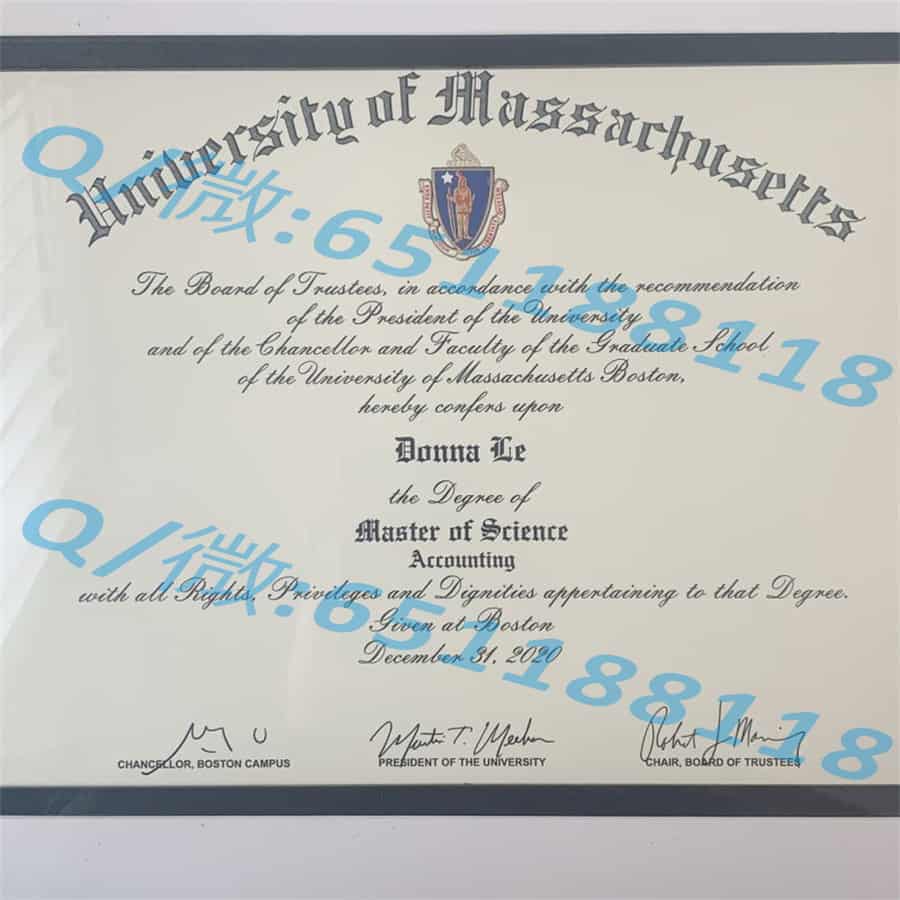 University of Massachusetts
Q/微:651188118
The Board of Trustees, in accordance with the recommendation
of the President of the University
and of the Chancellor and Faculty of the Graduate School
of the University of Massachusetts Boston,
hereby confers upon
Donna Le
the Degree of
Master of Science
Accounting
Q/微:651188118
with all Rights, Privileges and Dignities appertaining to that Degree.
Given at Boston
December 31, 2020
CHANCELLOR, BOSTON CAMPUS
PRESIDENT OF THE UNIVERSITY
CHAIR, BOARD OF TRUSTEES